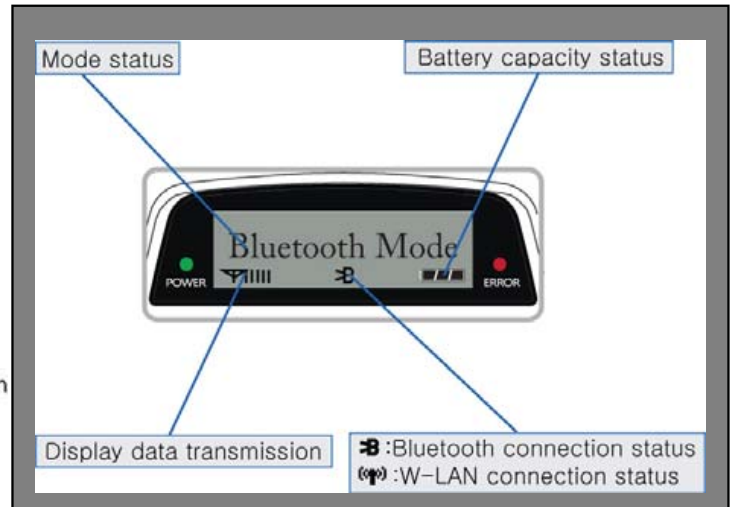 Mode status
Battery capacity status
Bluetooth Mode
POWER
ERROR
Display data transmission
:Bluetooth connection status
:W-LAN connection status